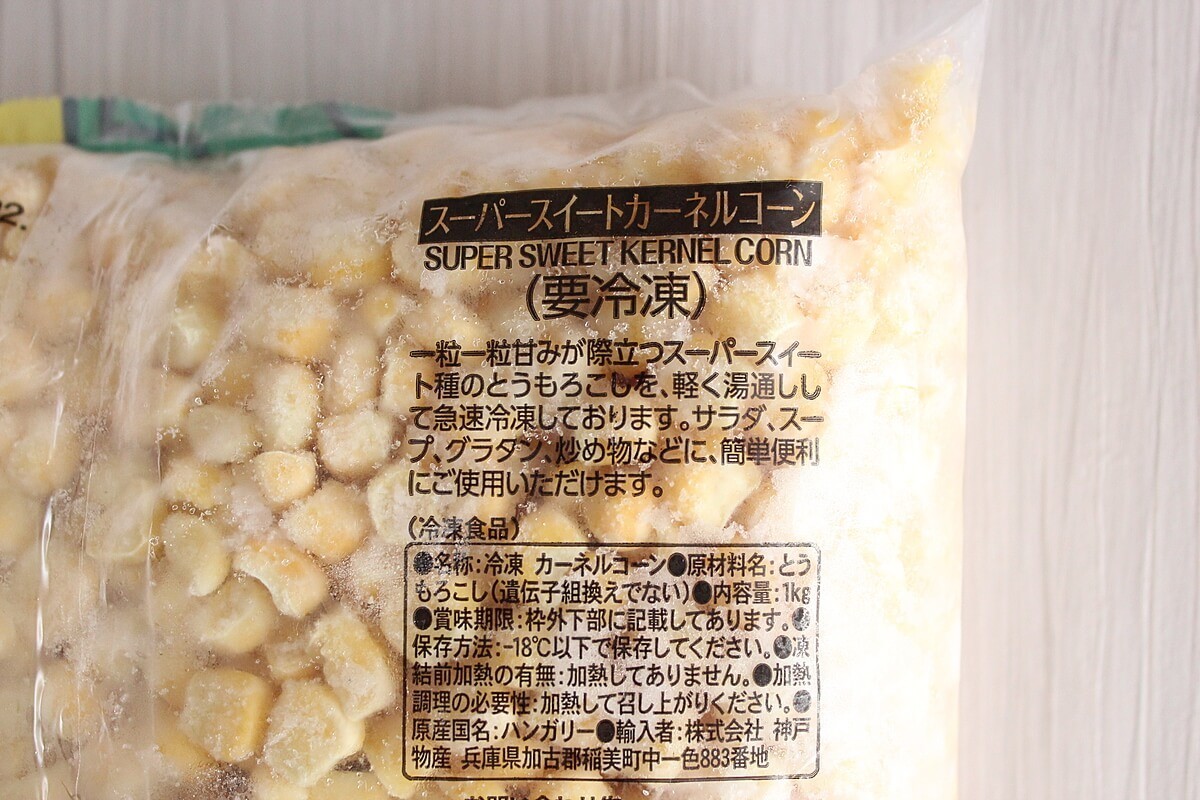 2.
スーパースイートカーネルコーン
SUPER SWEET KERNEL CORN
(要冷凍)
一粒一粒甘みが際立つスーパースイー
ト種のとうもろこしを、軽く湯通しし
て急速冷凍しております。サラダ、スー
プ、グラタン、炒め物などに、簡単便利
にご使用いただけます。
(冷凍食品)
●名称:冷凍 カーネルコーン●原材料名:とう
もろこし(遺伝子組換えでない)●内容量:1kg
●賞味期限:枠外下部に記載してあります。●
保存方法:-18℃以下で保存してください。●凍
結前加熱の有無:加熱してありません。●加熱
調理の必要性:加熱して召し上がりください。●
原産国名:ハンガリー●輸入者:株式会社 神戸
物産 兵庫県加古郡稲美町中一色883番地